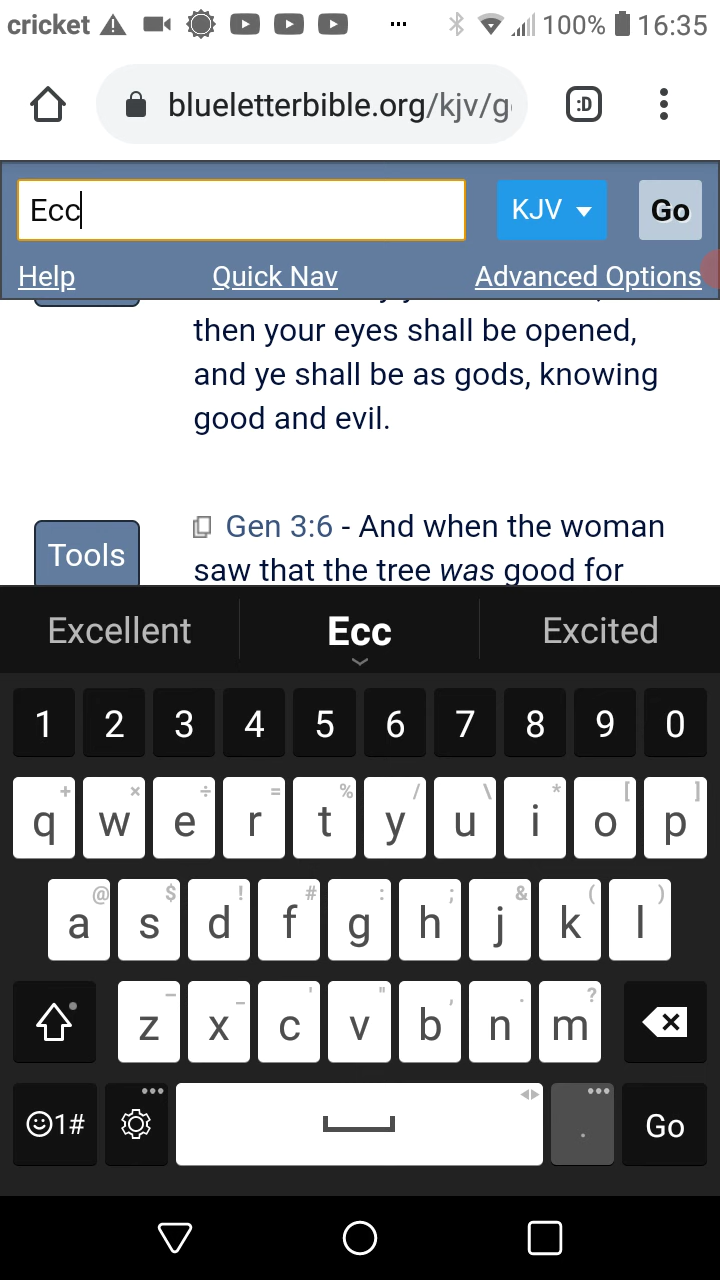 cricket ... 100% 16:35
:D
blueletterbible.org/kjv/g
Ecc KJV Go
Help Quick Nav Advanced Options
then your eyes shall be opened,
and ye shall be as gods, knowing
good and evil.
Gen 3:6 - And when the woman
Tools
saw that the tree was good for
Excellent Ecc Excited
1 2 3 4 5 6 7 8 9 0
+ × ÷ = % / \ * [ ]
q w e r t y u i o p
@ $ ! # : ; & ( )
a s d f g h j k l
– _ ' " , . ?
z x c v b n m
1# . Go